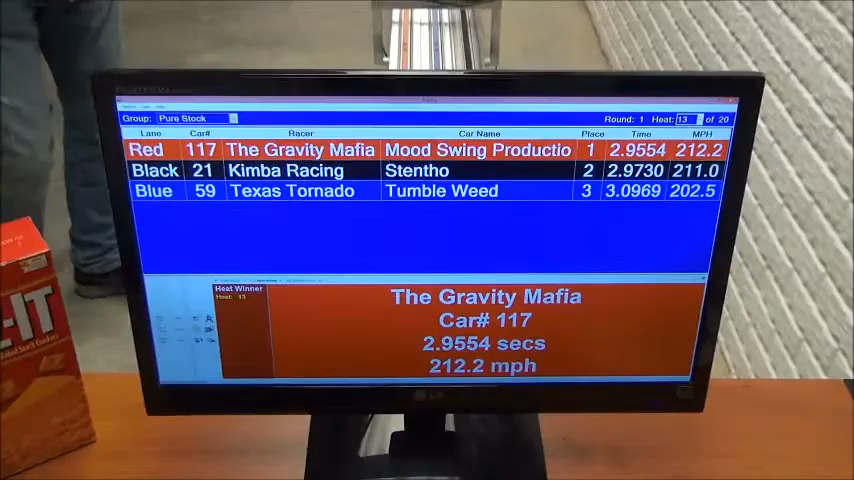 Group: Pure Stock Round: 1 Heat: 13 of 20
Lane Car# Racer Car Name Place Time MPH
Red 117 The Gravity Mafia Mood Swing Productio 1 2.9554 212.2
Black 21 Kimba Racing Stentho 2 2.9730 211.0
Blue 59 Texas Tornado Tumble Weed 3 3.0969 202.5
Heat Winner
Heat: 13
The Gravity Mafia
Car# 117
2.9554 secs
212.2 mph
LG
-IT